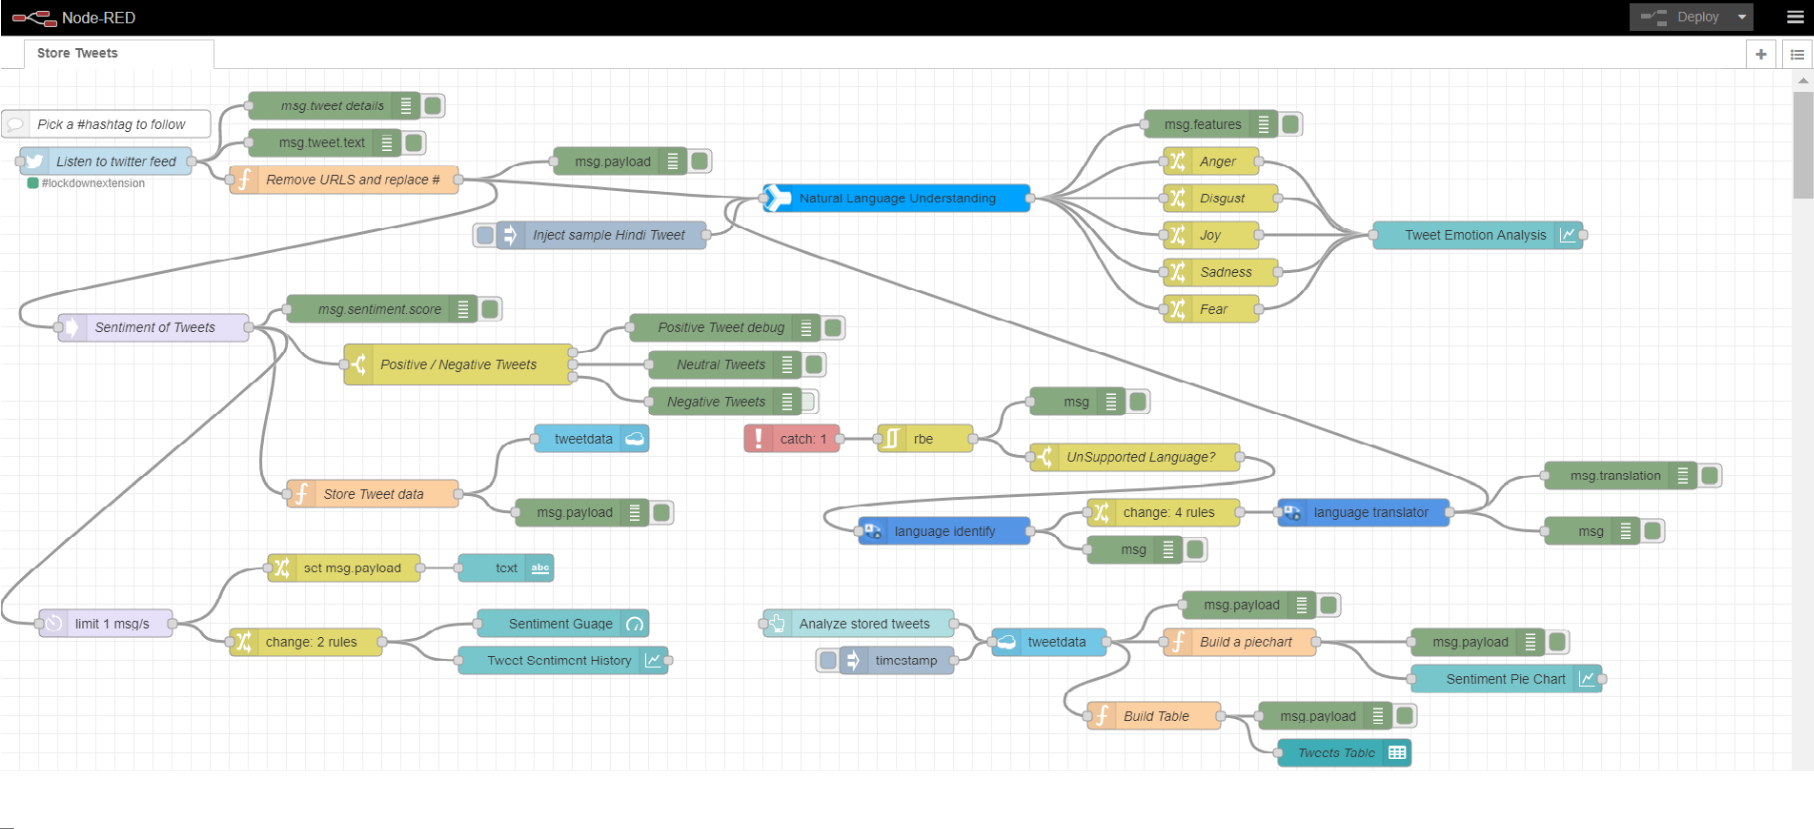 Node-RED
Deploy
Store Tweets
msg.tweet details
Pick a #hashtag to follow
msg.features
msg.tweet.text
Listen to twitter feed
msg.payload
Anger
Remove URLS and replace #
#lockdownextension
Natural Language Understanding
Disgust
Inject sample Hindi Tweet
Joy
Tweet Emotion Analysis
Sadness
msg.sentiment.score
Fear
Sentiment of Tweets
Positive Tweet debug
Positive / Negative Tweets
Neutral Tweets
Negative Tweets
msg
tweetdata
catch: 1
rbe
UnSupported Language?
msg.translation
Store Tweet data
msg.payload
change: 4 rules
language translator
language identify
msg
msg
set msg.payload
text
abc
msg.payload
limit 1 msg/s
Sentiment Guage
Analyze stored tweets
change: 2 rules
tweetdata
Build a piechart
msg.payload
Tweet Sentiment History
timestamp
Sentiment Pie Chart
Build Table
msg.payload
Tweets Table